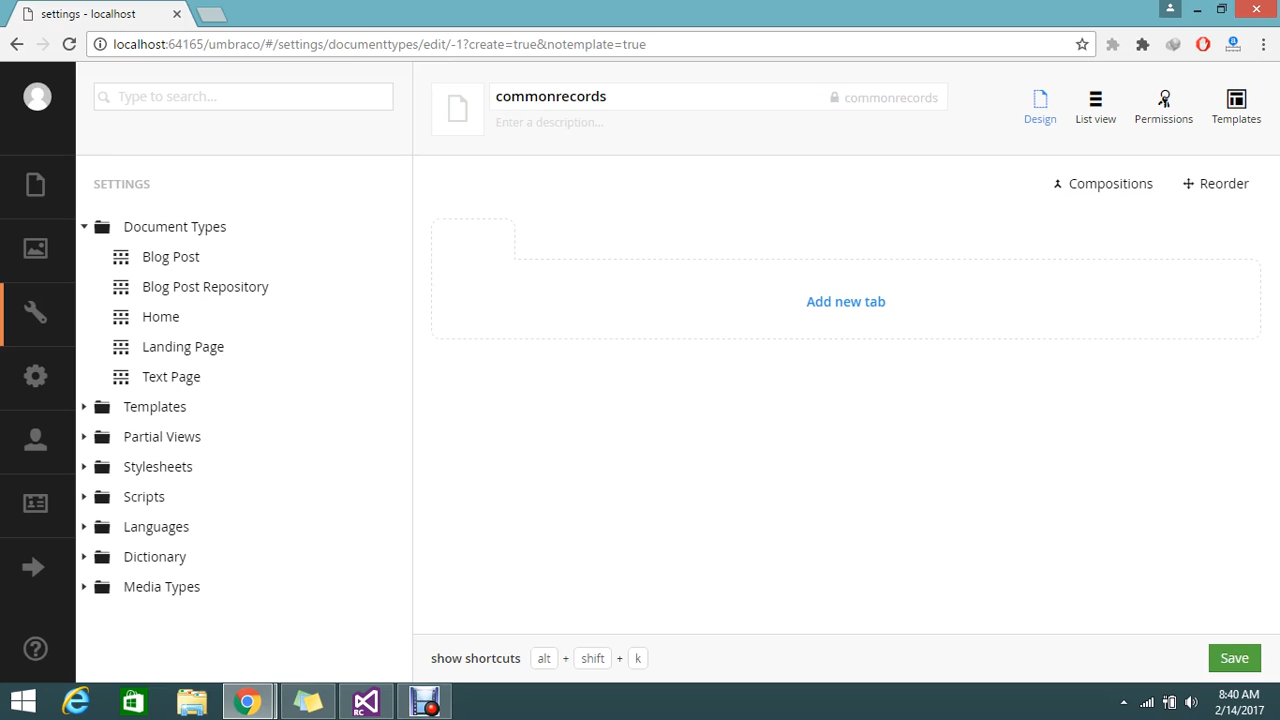 settings - localhost
localhost:64165/umbraco/#/settings/documenttypes/edit/-1?create=true&notemplate=true
Type to search...
commonrecords
commonrecords
Enter a description...
Design
List view
Permissions
Templates
SETTINGS
Compositions
Reorder
Document Types
Blog Post
Blog Post Repository
Home
Landing Page
Text Page
Templates
Partial Views
Stylesheets
Scripts
Languages
Dictionary
Media Types
Add new tab
show shortcuts alt + shift + k
Save
RC
8:40 AM
2/14/2017